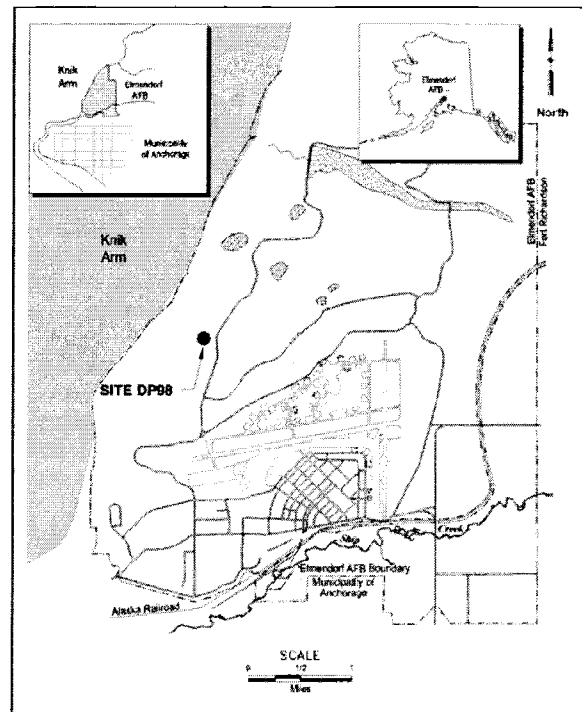 Knik
Arm
Elmendorf
AFB
Municipality
of Anchorage
Elmendorf
AFB
North
Elmendorf AFB
Fort Richardson
Knik
Arm
SITE DP98
Ship
Creek
Elmendorf AFB Boundary
Municipality of
Anchorage
Alaska Railroad
SCALE
0 1/2 1
Miles